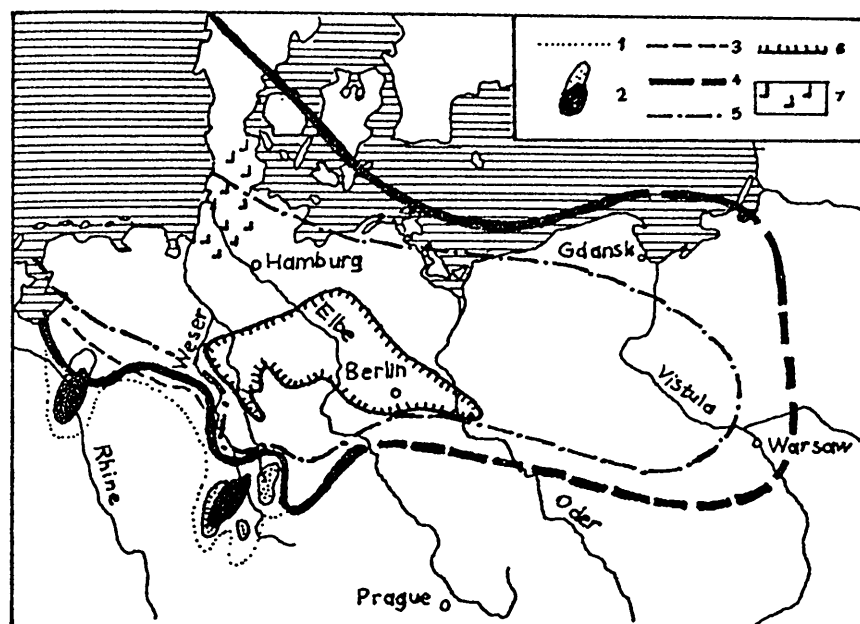 1
2
3
4
5
6
7
Hamburg
Gdansk
Elbe
Weser
Berlin
Vistula
Warsaw
Rhine
Oder
Prague